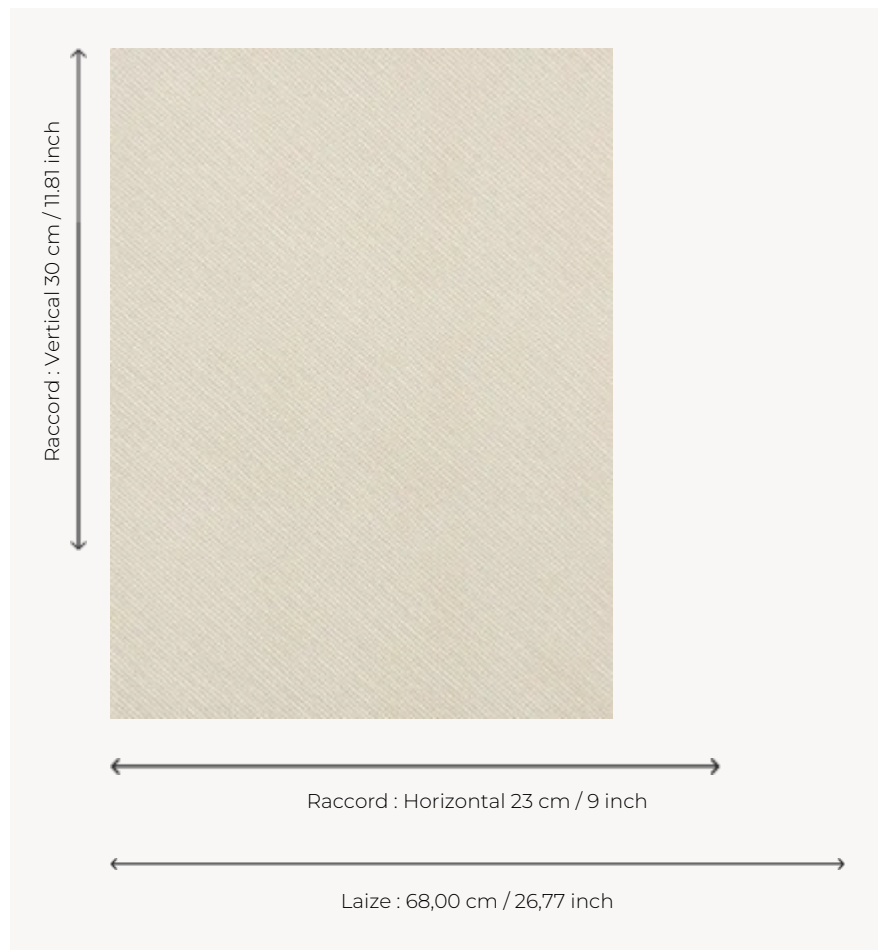 Raccord : Vertical 30 cm / 11.81 inch
Raccord : Horizontal 23 cm / 9 inch
Laize : 68,00 cm / 26,77 inch